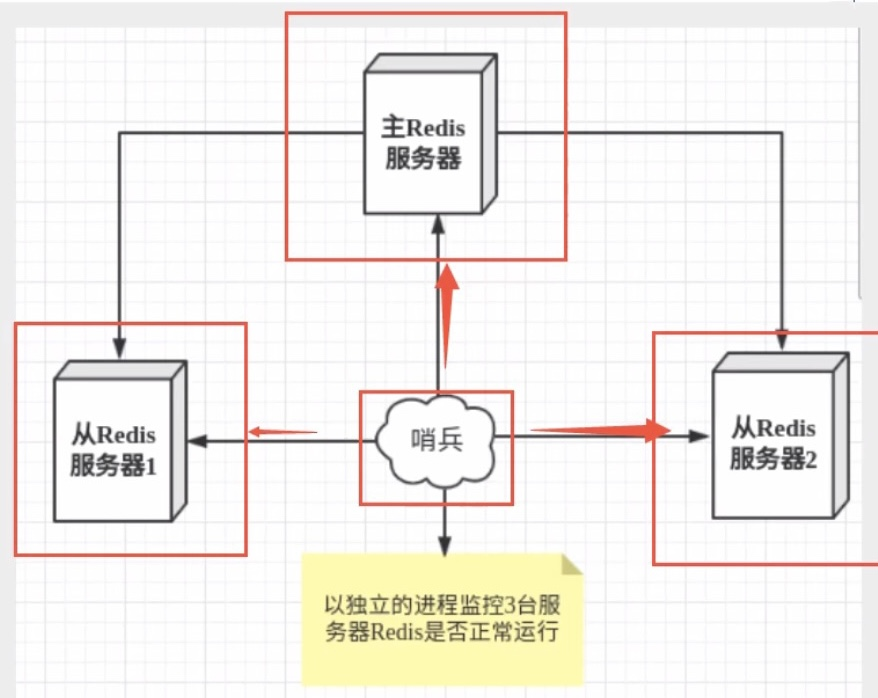 主Redis
服务器
从Redis
服务器1
哨兵
从Redis
服务器2
以独立的进程监控3台服
务器Redis是否正常运行